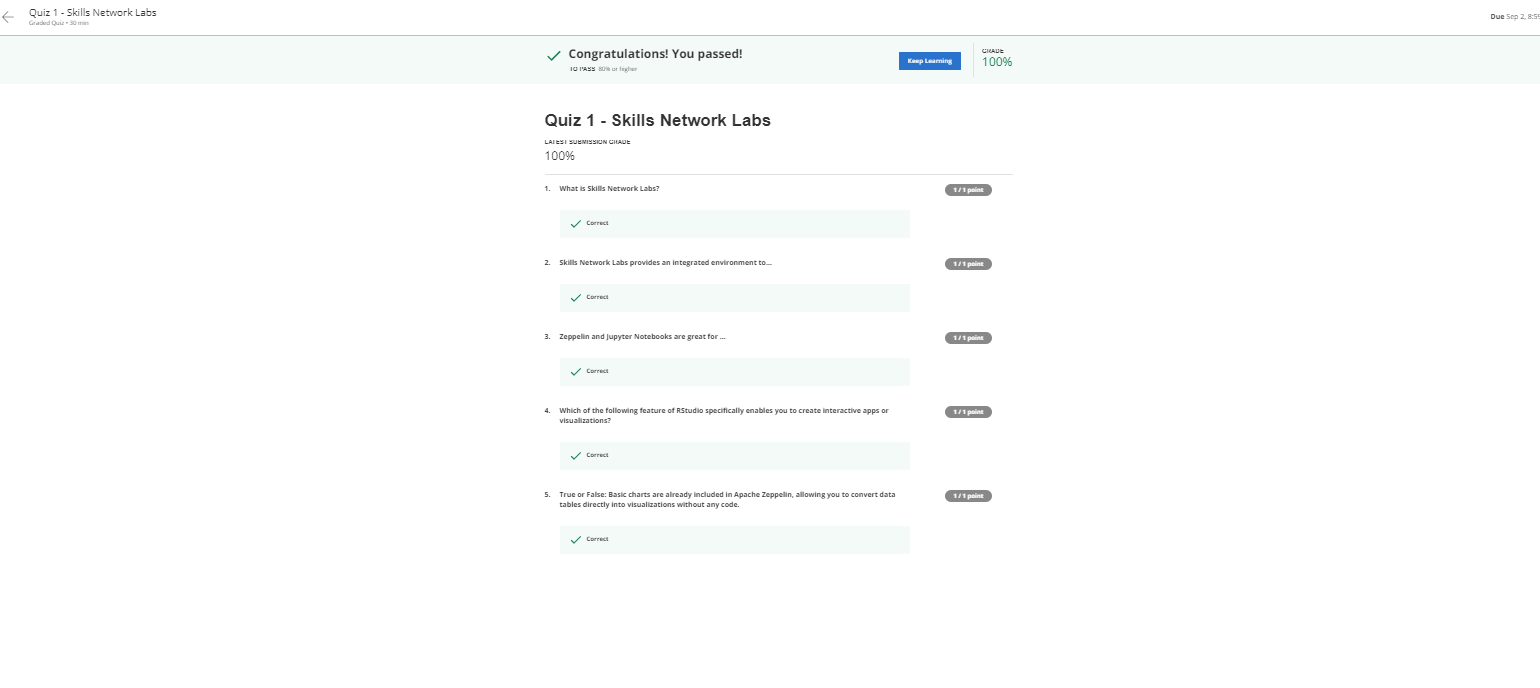 Quiz 1 - Skills Network Labs
Graded Quiz • 30 min
Due Sep 2, 8:59
Congratulations! You passed!
TO PASS 80% or higher
Keep Learning
GRADE
100%
Quiz 1 - Skills Network Labs
LATEST SUBMISSION GRADE
100%
1. What is Skills Network Labs?
1 / 1 point
Correct
2. Skills Network Labs provides an integrated environment to...
1 / 1 point
Correct
3. Zeppelin and Jupyter Notebooks are great for ...
1 / 1 point
Correct
4. Which of the following feature of RStudio specifically enables you to create interactive apps or
visualizations?
1 / 1 point
Correct
5. True or False: Basic charts are already included in Apache Zeppelin, allowing you to convert data
tables directly into visualizations without any code.
1 / 1 point
Correct